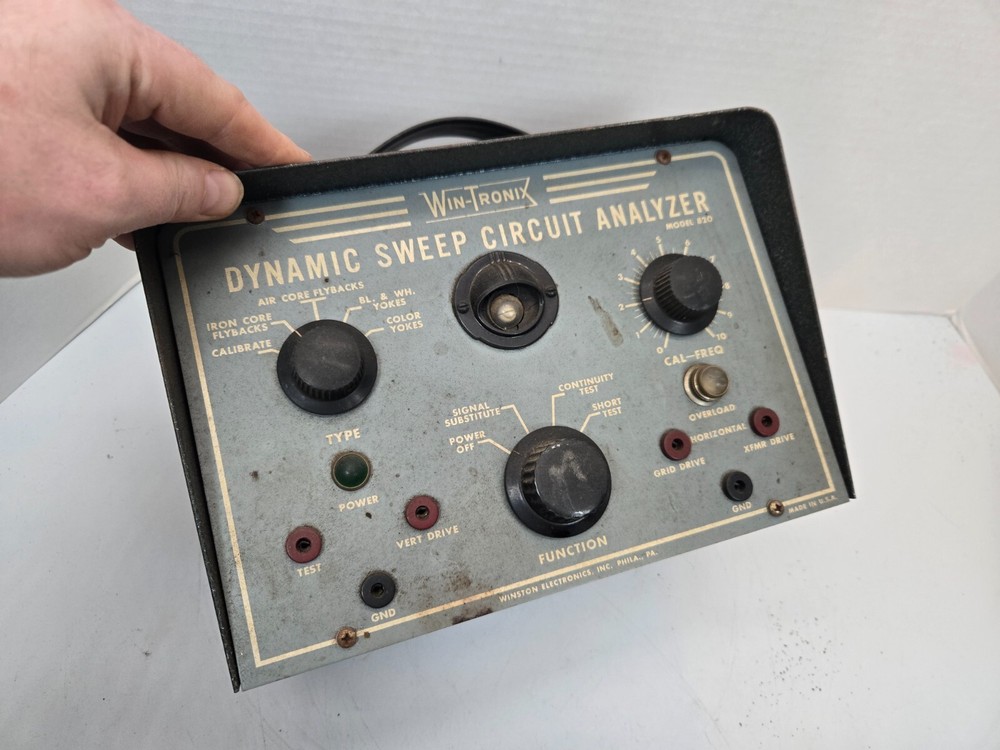 WIN-TRONIX
DYNAMIC SWEEP CIRCUIT ANALYZER
MODEL 820
AIR CORE FLYBACKS
BL. & WH.
YOKES
IRON CORE
FLYBACKS
COLOR
YOKES
CALIBRATE
TYPE
0
1
2
3
4
5
7
8
9
10
CAL-FREQ
OVERLOAD
CONTINUITY
TEST
SIGNAL
SUBSTITUTE
SHORT
TEST
POWER
OFF
FUNCTION
HORIZONTAL
GRID DRIVE
XFMR DRIVE
GND
POWER
VERT DRIVE
TEST
GND
WINSTON ELECTRONICS, INC. PHILA., PA.
MADE IN U.S.A.